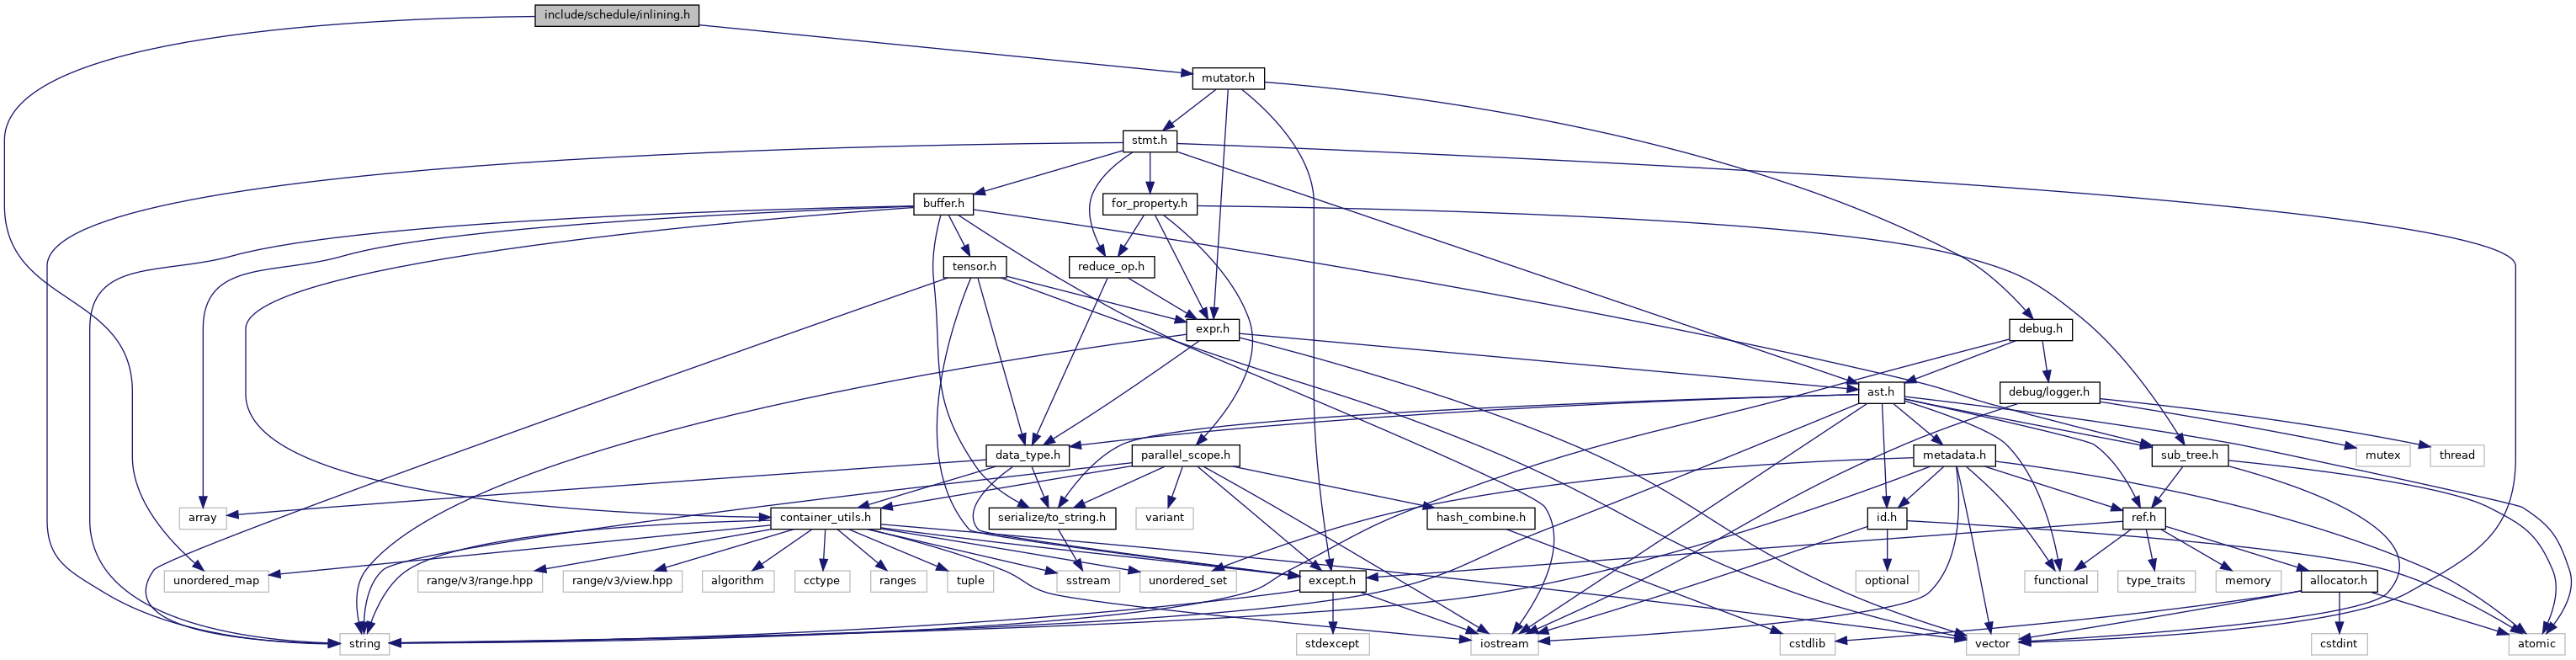 include/schedule/inlining.h
mutator.h
stmt.h
buffer.h
for_property.h
tensor.h
reduce_op.h
expr.h
debug.h
ast.h
debug/logger.h
data_type.h
parallel_scope.h
metadata.h
sub_tree.h
mutex
thread
array
container_utils.h
serialize/to_string.h
variant
hash_combine.h
id.h
ref.h
unordered_map
range/v3/range.hpp
range/v3/view.hpp
algorithm
cctype
ranges
tuple
sstream
unordered_set
except.h
optional
functional
type_traits
memory
allocator.h
string
stdexcept
iostream
cstdlib
vector
cstdint
atomic